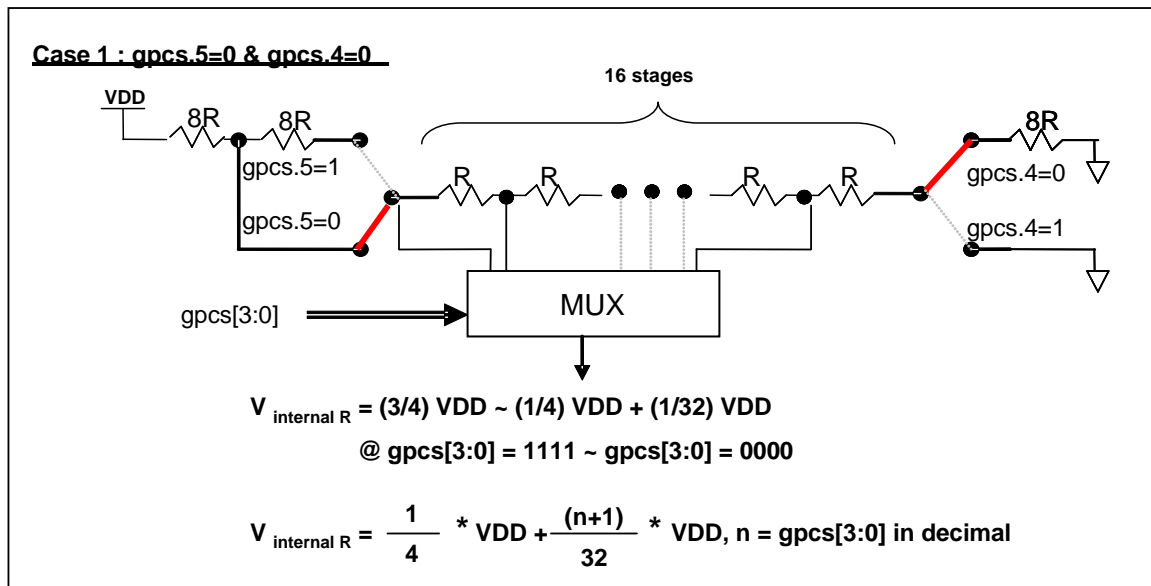 Case 1 : gpcs.5=0 & gpcs.4=0
16 stages
VDD
8R
8R
8R
gpcs.5=1
gpcs.4=0
R
R
R
R
gpcs.5=0
gpcs.4=1
gpcs[3:0]
MUX
V internal R = (3/4) VDD ~ (1/4) VDD + (1/32) VDD
@ gpcs[3:0] = 1111 ~ gpcs[3:0] = 0000
V internal R = 1/4 * VDD + (n+1)/32 * VDD, n = gpcs[3:0] in decimal